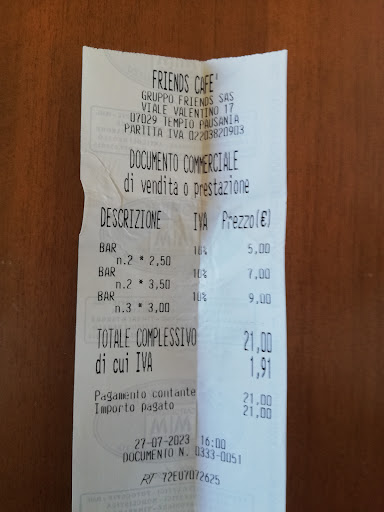 FRIENDS CAFE'
GRUPPO FRIENDS SAS
VIALE VALENTINO 17
07029 TEMPIO PAUSANIA
PARTITA IVA 02203820903
DOCUMENTO COMMERCIALE
di vendita o prestazione
DESCRIZIONE IVA Prezzo(€)
BAR 10% 5,00
n.2 * 2,50
BAR 10% 7,00
n.2 * 3,50
BAR 10% 9,00
n.3 * 3,00
TOTALE COMPLESSIVO 21,00
di cui IVA 1,91
Pagamento contante 21,00
Importo pagato 21,00
27-07-2023 16:00
DOCUMENTO N. 0333-0051
RT 72EU7072625